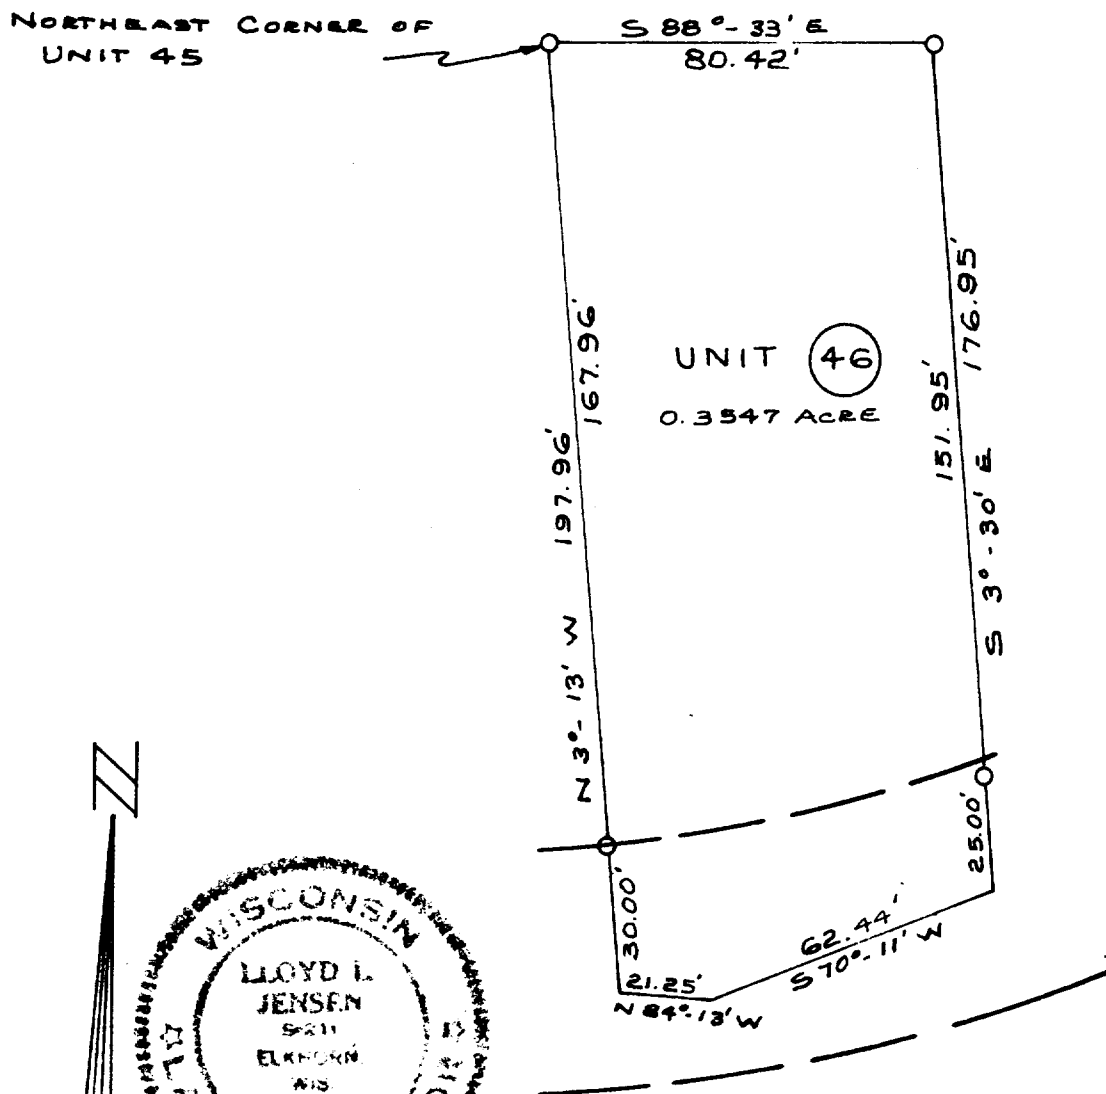 NORTHEAST CORNER OF
UNIT 45
S 88°-33' E
80.42'
197.96'
167.96'
N 3°-13' W
UNIT 46
0.3547 ACRE
151.95'
176.95'
S 3°-30' E
N
25.00'
30.00'
62.44'
S 70°-11' W
21.25'
N 84°-13' W
WISCONSIN
LLOYD L.
JENSEN
S-211
ELKHORN
WIS